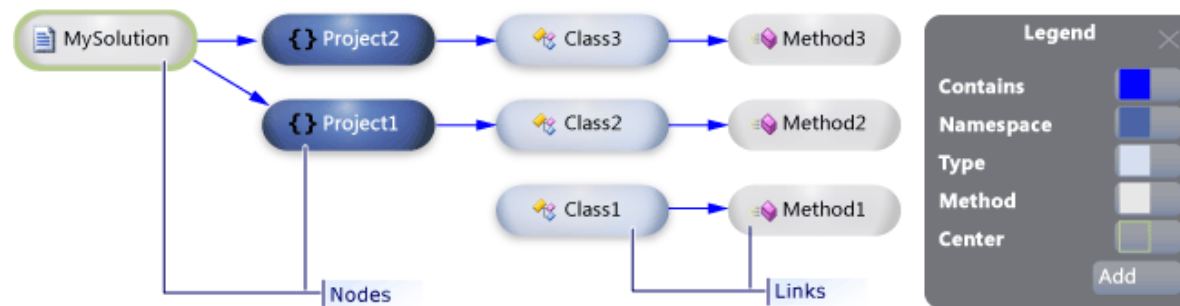 MySolution
{} Project2
Class3
Method3
{} Project1
Class2
Method2
Class1
Method1
Nodes
Links
Legend
Contains
Namespace
Type
Method
Center
Add